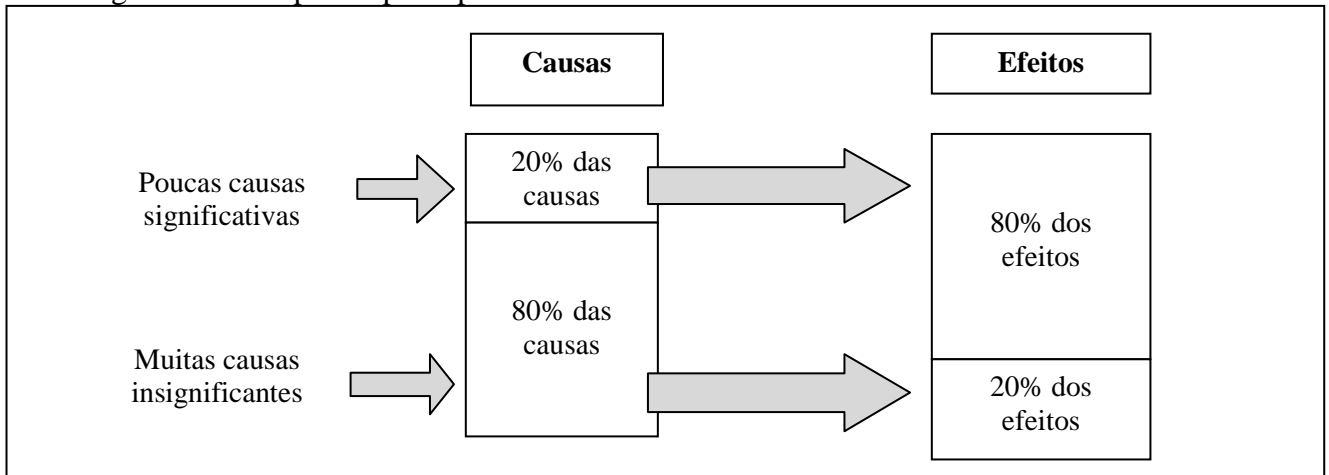 Causas
Efeitos
Poucas causas
significativas
20% das
causas
80% dos
efeitos
Muitas causas
insignificantes
80% das
causas
20% dos
efeitos